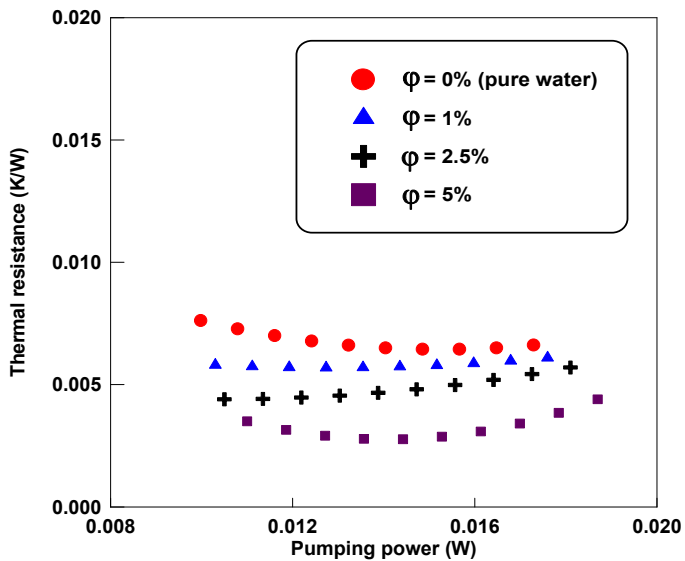 0.020
0.015
0.010
0.005
0.000
Thermal resistance (K/W)
φ = 0% (pure water)
φ = 1%
φ = 2.5%
φ = 5%
0.008 0.012 0.016 0.020
Pumping power (W)